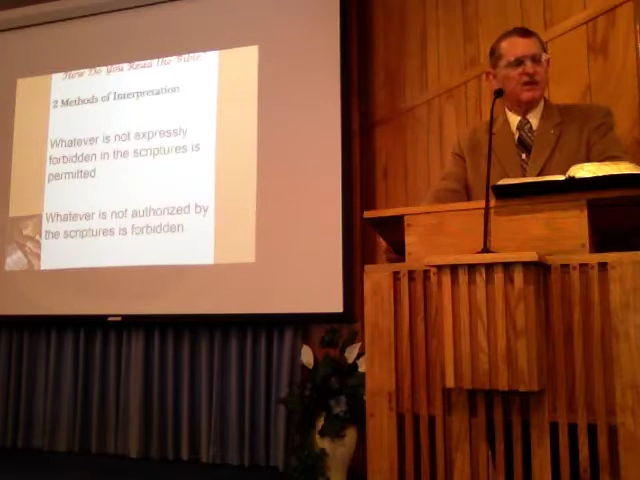 How Do You Read the Bible
2 Methods of Interpretation
Whatever is not expressly
forbidden in the scriptures is
permitted
Whatever is not authorized by
the scriptures is forbidden